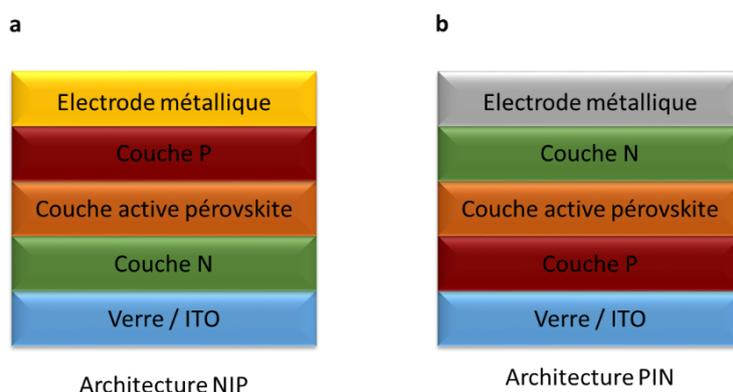 a
Electrode métallique
Couche P
Couche active pérovskite
Couche N
Verre / ITO
Architecture NIP
b
Electrode métallique
Couche N
Couche active pérovskite
Couche P
Verre / ITO
Architecture PIN